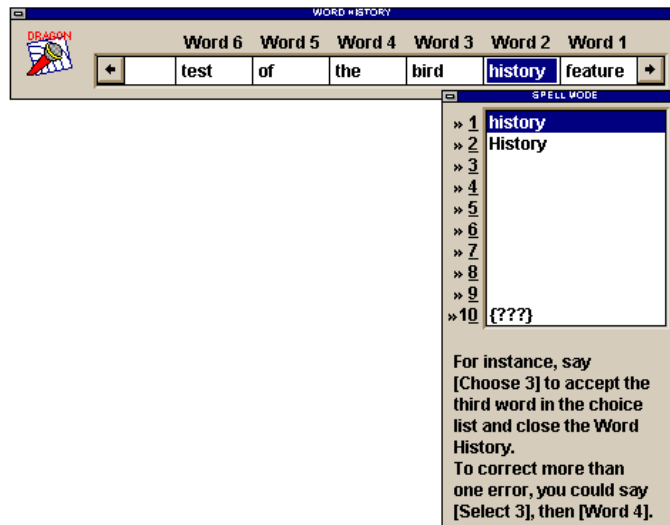 WORD HISTORY
DRAGON
Word 6 Word 5 Word 4 Word 3 Word 2 Word 1
test of the bird history feature
SPELL MODE
» 1 history
» 2 History
» 3
» 4
» 5
» 6
» 7
» 8
» 9
»10 {???}
For instance, say
[Choose 3] to accept the
third word in the choice
list and close the Word
History.
To correct more than
one error, you could say
[Select 3], then [Word 4].